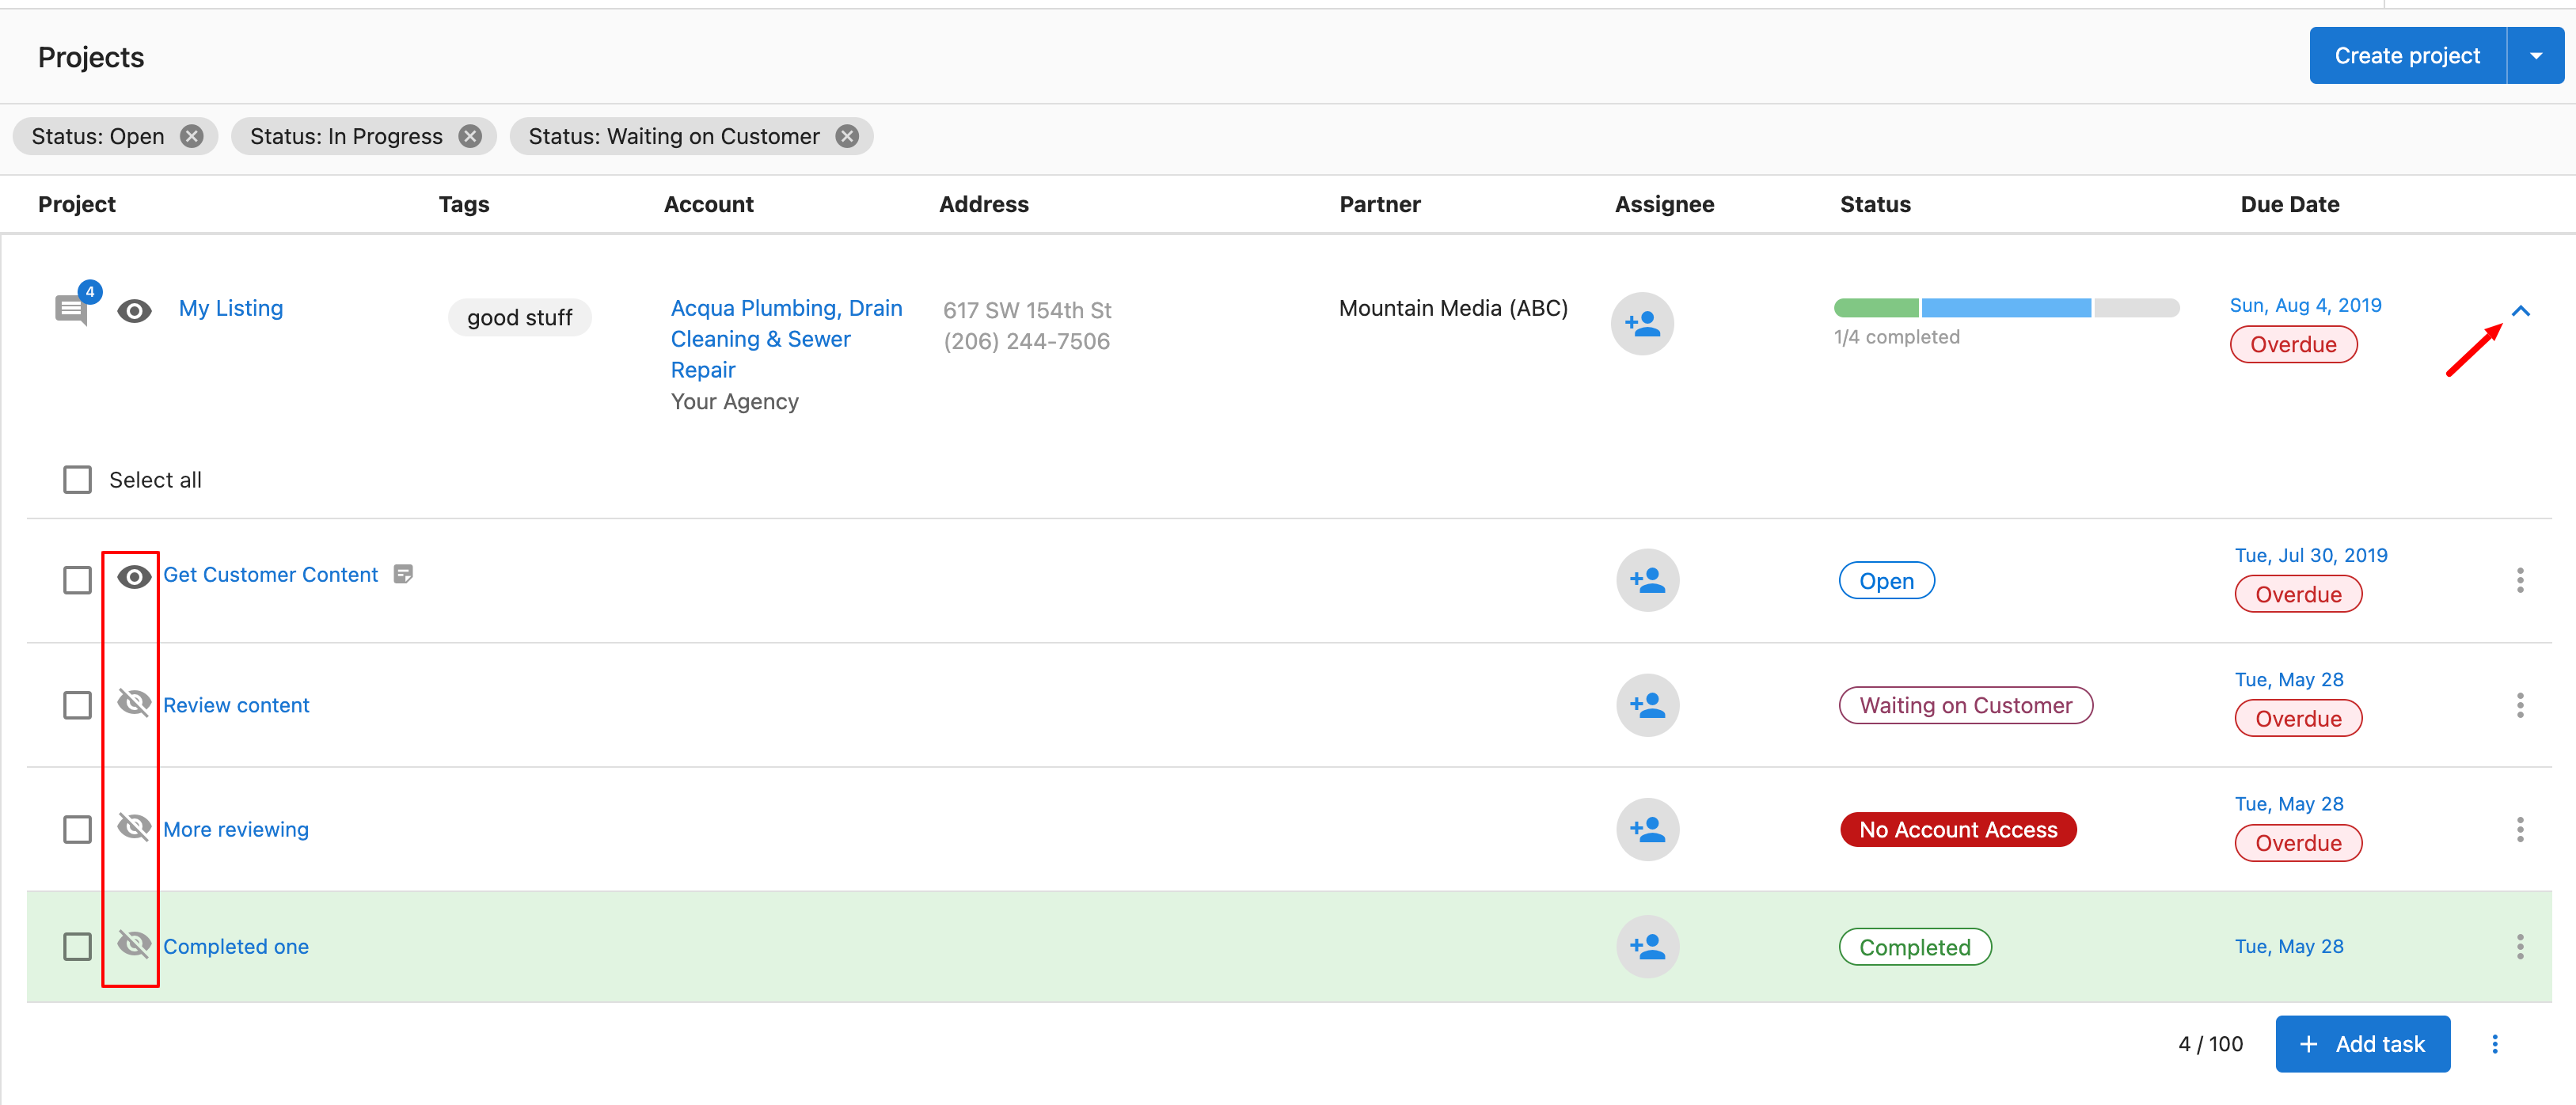 Projects
Create project
Status: Open
Status: In Progress
Status: Waiting on Customer
Project
Tags
Account
Address
Partner
Assignee
Status
Due Date
4
My Listing
good stuff
Acqua Plumbing, Drain
Cleaning & Sewer
Repair
Your Agency
617 SW 154th St
(206) 244-7506
Mountain Media (ABC)
1/4 completed
Sun, Aug 4, 2019
Overdue
Select all
Get Customer Content
Open
Tue, Jul 30, 2019
Overdue
Review content
Waiting on Customer
Tue, May 28
Overdue
More reviewing
No Account Access
Tue, May 28
Overdue
Completed one
Completed
Tue, May 28
4 / 100
+ Add task